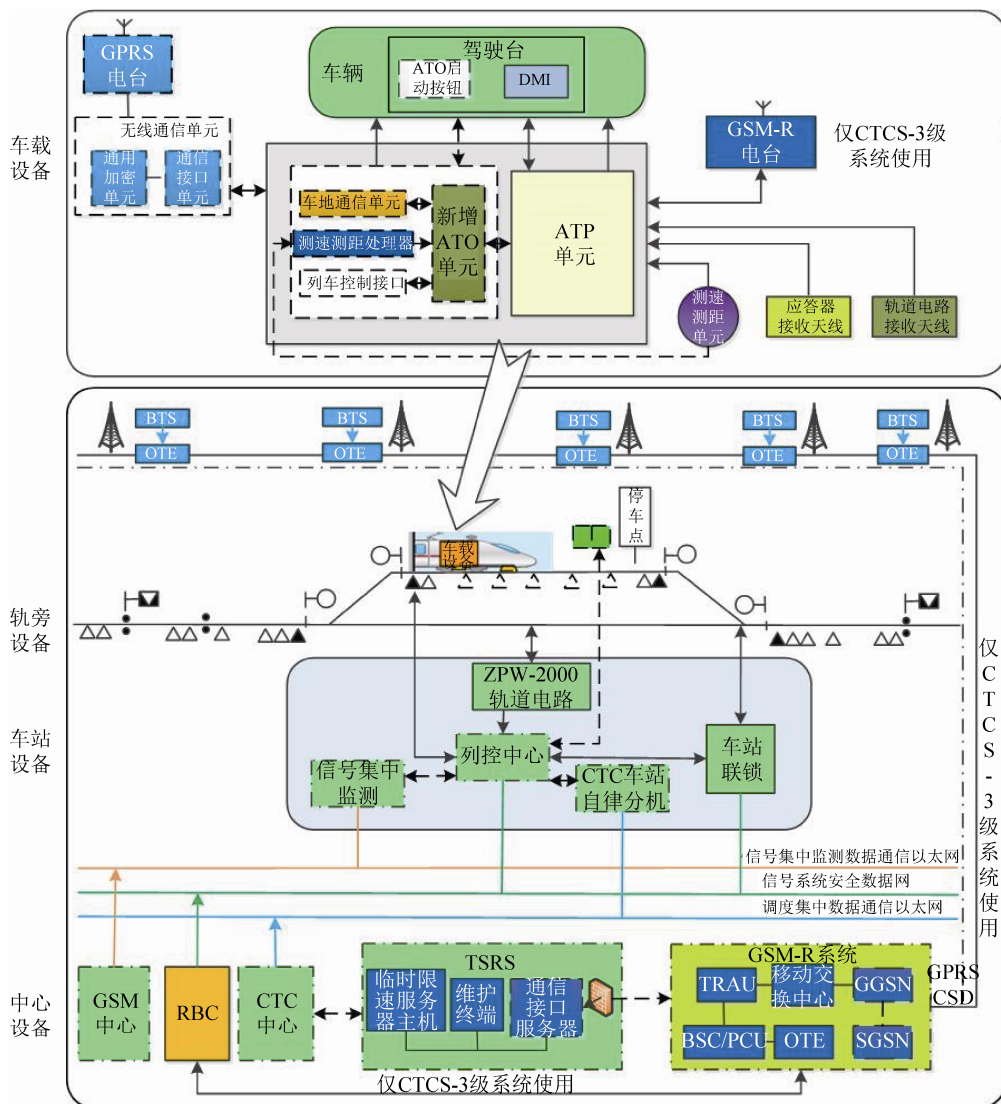 GPRS
电台
车载
设备
无线通信单元
通用
加密
单元
通信
接口
单元
车辆
驾驶台
ATO启
动按钮
DMI
车地通信单元
测速测距处理器
列车控制接口
新增
ATO
单元
ATP
单元
GSM-R
电台
仅CTCS-3级
系统使用
测速
测距
单元
应答器
接收天线
轨道电路
接收天线
BTS
OTE
BTS
OTE
BTS
OTE
BTS
OTE
BTS
OTE
停
车
点
车载
设备
轨旁
设备
车站
设备
ZPW-2000
轨道电路
列控中心
信号集中
监测
CTC车站
自律分机
车站
联锁
仅CTCS-3级系统使用
信号集中监测数据通信以太网
信号系统安全数据网
调度集中数据通信以太网
中心
设备
GSM
中心
RBC
CTC
中心
TSRS
临时限
速服务
器主机
维护
终端
通信
接口
服务器
GSM-R系统
TRAU
移动交
换中心
GGSN
BSC/PCU
OTE
SGSN
GPRS
CSD
仅CTCS-3级系统使用